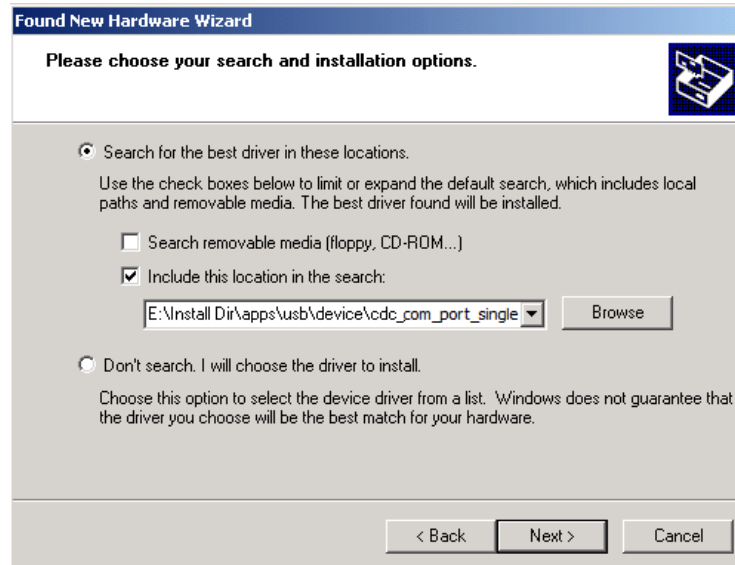 Found New Hardware Wizard
Please choose your search and installation options.
Search for the best driver in these locations.
Use the check boxes below to limit or expand the default search, which includes local
paths and removable media. The best driver found will be installed.
Search removable media (floppy, CD-ROM...)
Include this location in the search:
E:\Install Dir\apps\usb\device\cdc_com_port_single
Browse
Don't search. I will choose the driver to install.
Choose this option to select the device driver from a list. Windows does not guarantee that
the driver you choose will be the best match for your hardware.
< Back Next > Cancel